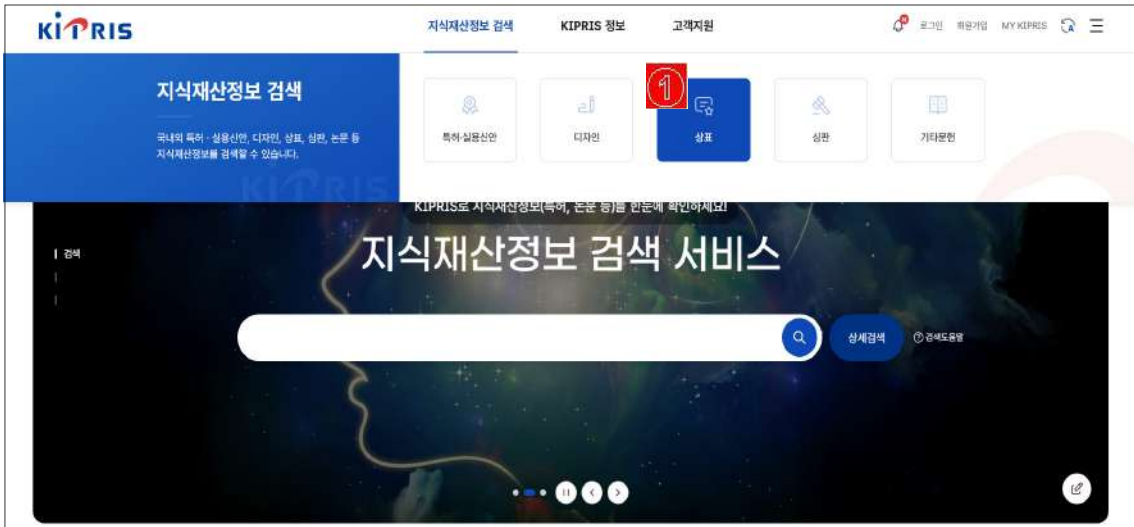 KIPRIS
지식재산정보 검색
KIPRIS 정보
고객지원
로그인
회원가입
MY KIPRIS
지식재산정보 검색
국내외 특허 · 실용신안, 디자인, 상표, 심판, 논문 등
지식재산정보를 검색할 수 있습니다.
KIPRIS
1
특허·실용신안
디자인
상표
심판
기타문헌
KIPRIS로 지식재산정보(특허, 논문 등)를 한눈에 확인하세요!
지식재산정보 검색 서비스
검색
상세검색
검색도움말